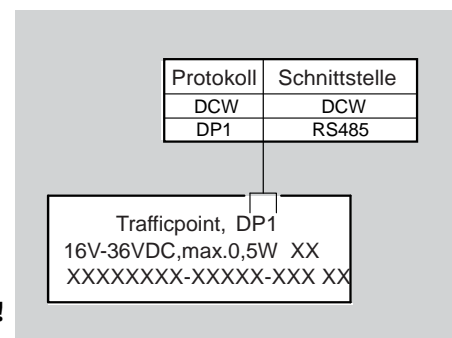 Protokoll Schnittstelle
DCW DCW
DP1 RS485
Trafficpoint, DP1
16V-36VDC,max.0,5W XX
XXXXXXXX-XXXXX-XXX XX
!